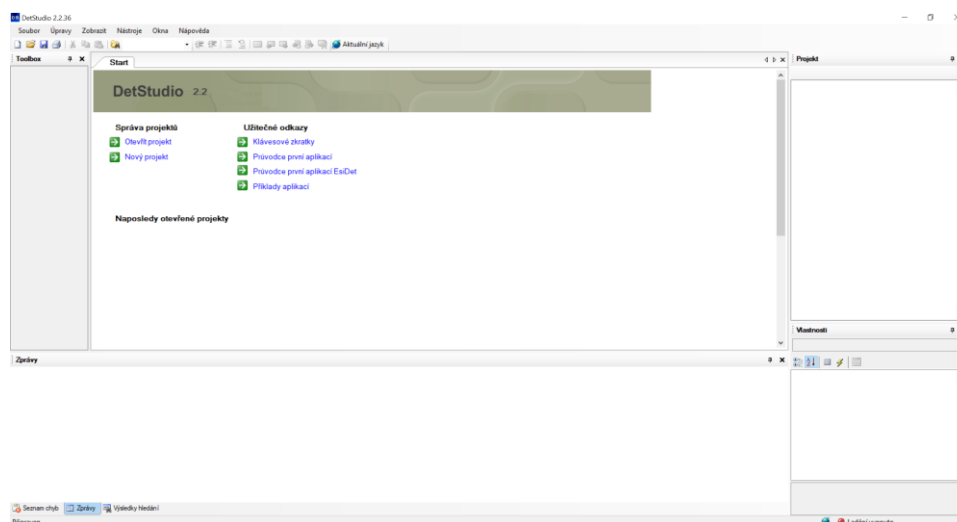 DetStudio 2.2.36
Soubor Úpravy Zobrazit Nástroje Okna Nápověda
Aktuální jazyk
Toolbox
Start
Projekt
DetStudio 2.2
Správa projektů
Otevřít projekt
Nový projekt
Užitečné odkazy
Klávesové zkratky
Průvodce první aplikací
Průvodce první aplikací EsiDet
Příklady aplikací
Naposledy otevřené projekty
Vlastnosti
Zprávy
Seznam chyb Zprávy Výsledky hledání